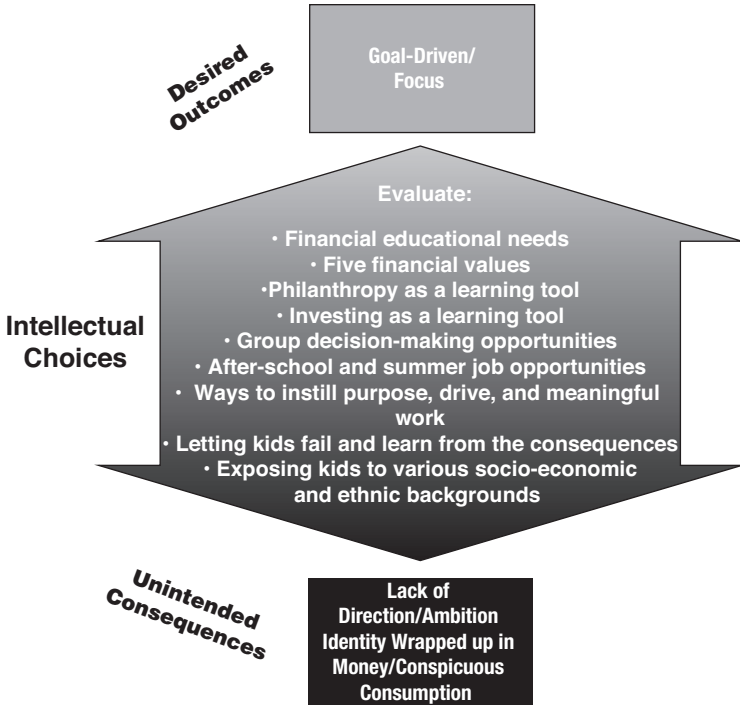 Desired
Outcomes
Goal-Driven/
Focus
Evaluate:
• Financial educational needs
• Five financial values
•Philanthropy as a learning tool
• Investing as a learning tool
• Group decision-making opportunities
• After-school and summer job opportunities
• Ways to instill purpose, drive, and meaningful
work
• Letting kids fail and learn from the consequences
• Exposing kids to various socio-economic
and ethnic backgrounds
Intellectual
Choices
Unintended
Consequences
Lack of
Direction/Ambition
Identity Wrapped up in
Money/Conspicuous
Consumption